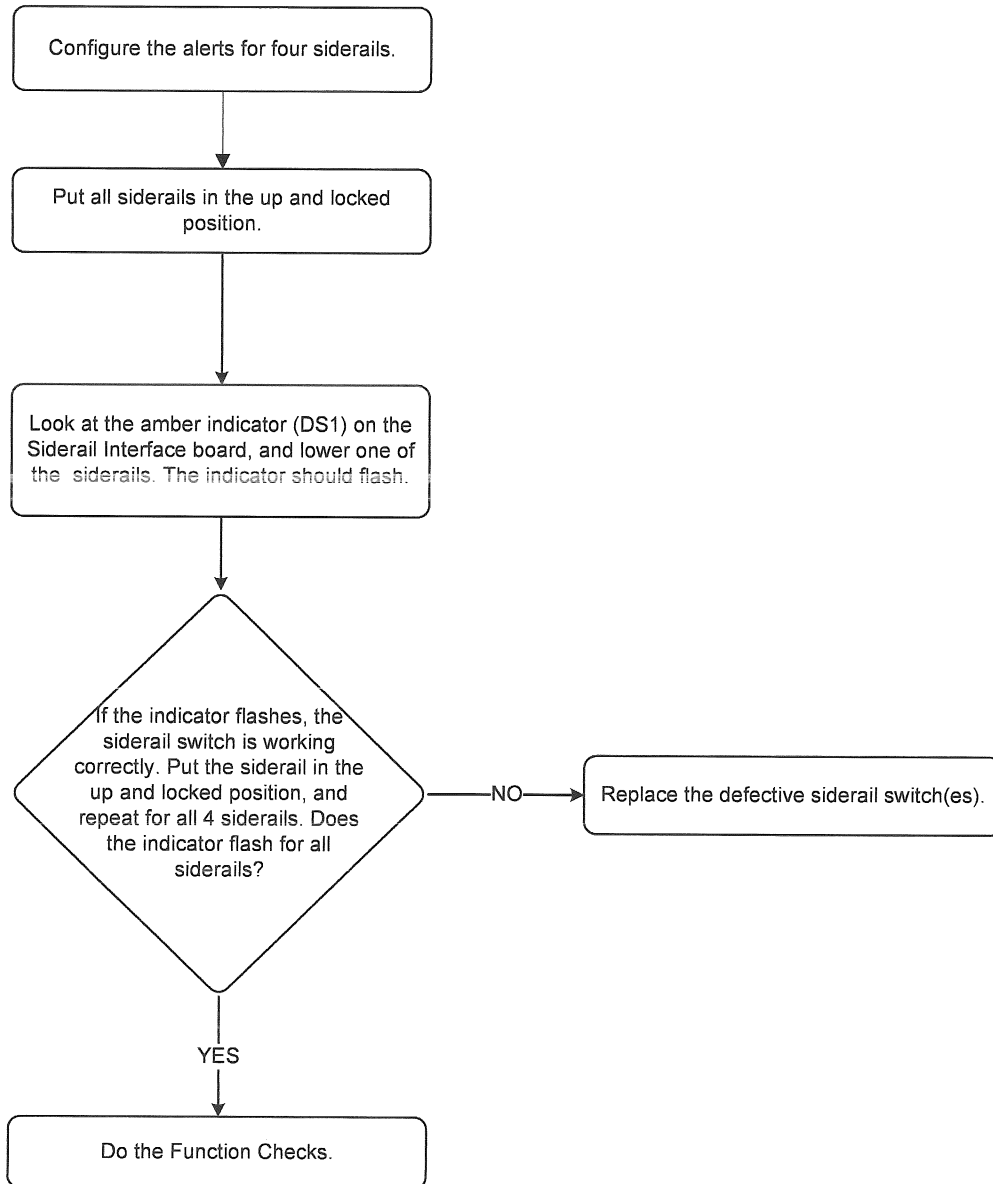 Configure the alerts for four siderails.
Put all siderails in the up and locked
position.
Look at the amber indicator (DS1) on the
Siderail Interface board, and lower one of
the siderails. The indicator should flash.
If the indicator flashes, the
siderail switch is working
correctly. Put the siderail in the
up and locked position, and
repeat for all 4 siderails. Does
the indicator flash for all
siderails?
NO
Replace the defective siderail switch(es).
YES
Do the Function Checks.